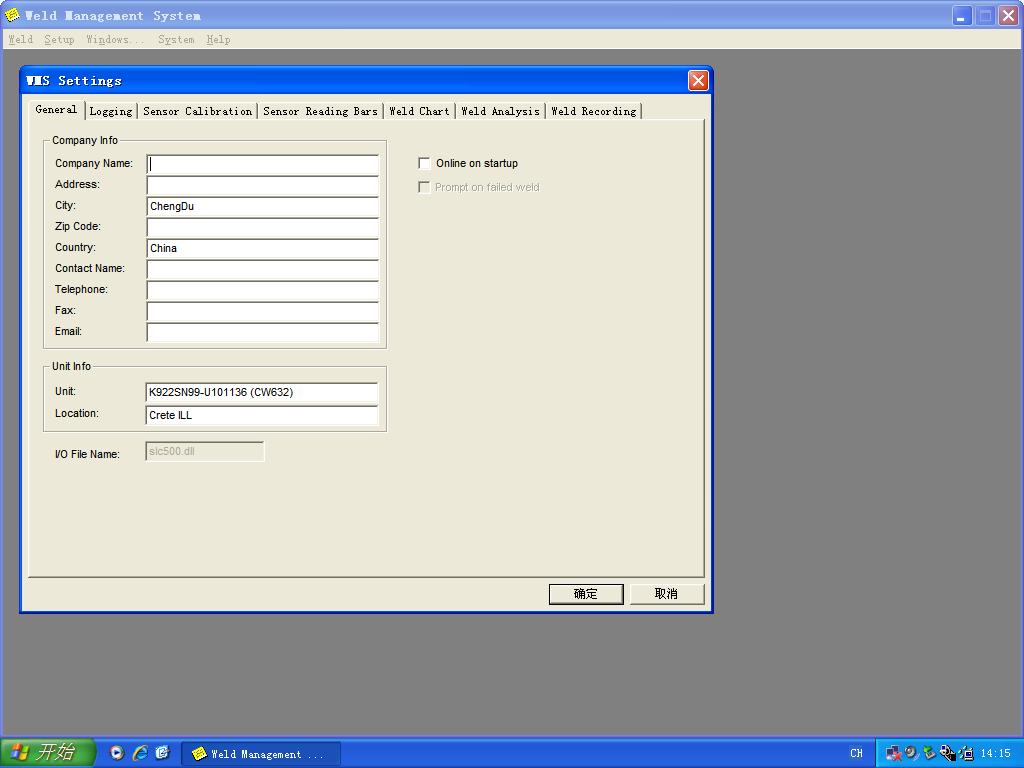 Weld Management System
Weld Setup Windows... System Help
WMS Settings
General Logging Sensor Calibration Sensor Reading Bars Weld Chart Weld Analysis Weld Recording
Company Info
Company Name:
Address:
City: ChengDu
Zip Code:
Country: China
Contact Name:
Telephone:
Fax:
Email:
Online on startup
Prompt on failed weld
Unit Info
Unit: K922SN99-U101136 (CW632)
Location: Crete ILL
I/O File Name: slc500.dll
确定 取消
开始 Weld Management ... CH 14:15